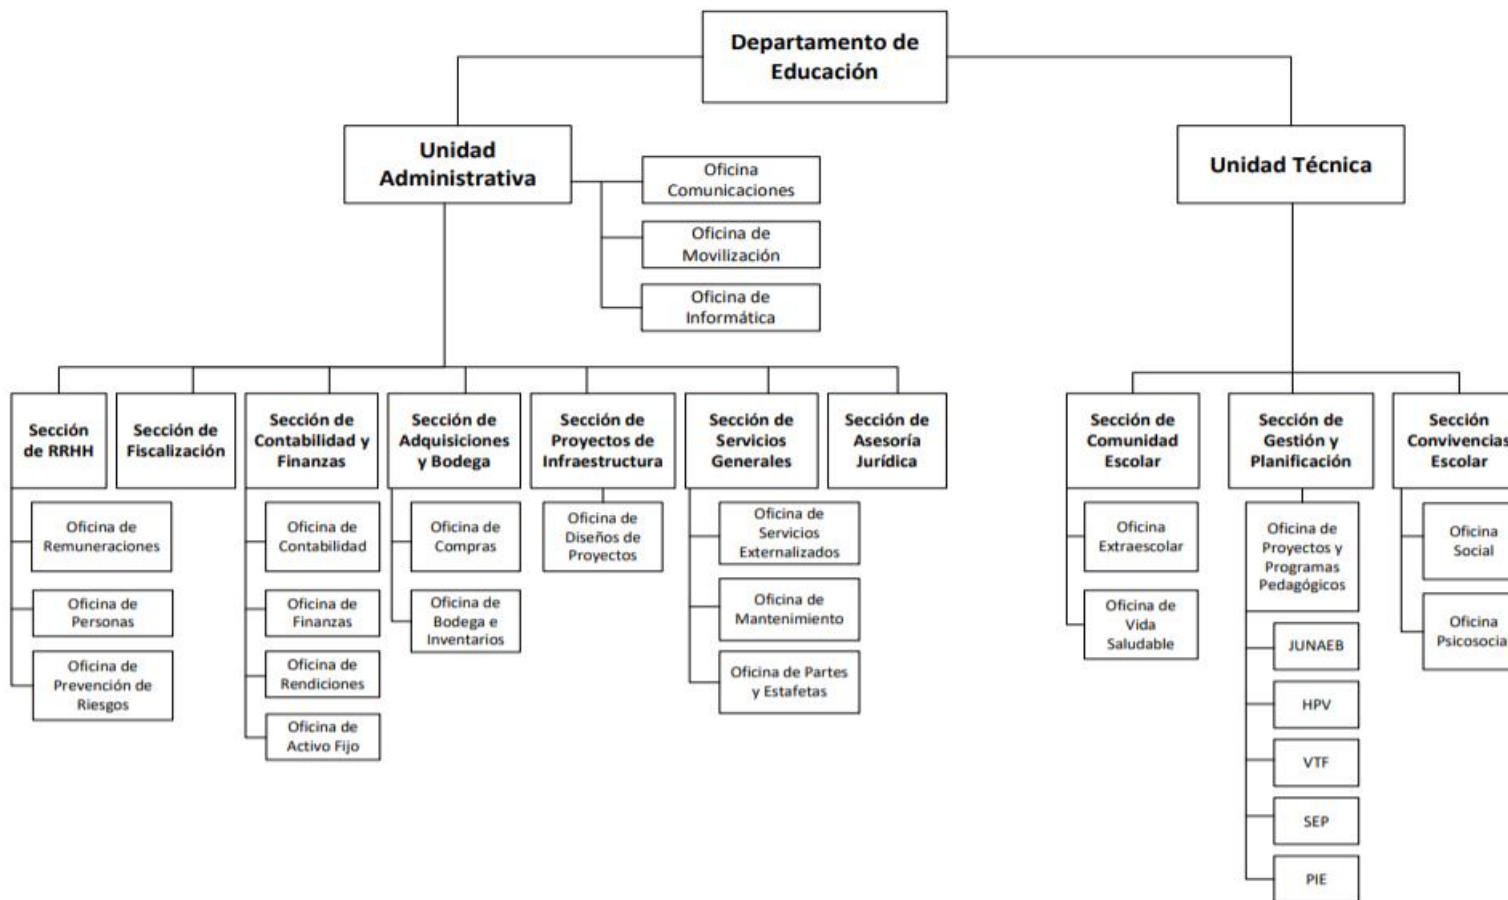 Departamento de
Educación
Unidad
Administrativa
Unidad Técnica
Oficina
Comunicaciones
Oficina de
Movilización
Oficina de
Informática
Sección
de RRHH
Sección de
Fiscalización
Sección de
Contabilidad y
Finanzas
Sección de
Adquisiciones
y Bodega
Sección de
Proyectos de
Infraestructura
Sección de
Servicios
Generales
Sección de
Asesoría
Jurídica
Sección de
Comunidad
Escolar
Sección de
Gestión y
Planificación
Sección
Convivencias
Escolar
Oficina de
Remuneraciones
Oficina de
Personas
Oficina de
Prevención de
Riesgos
Oficina de
Contabilidad
Oficina de
Finanzas
Oficina de
Rendiciones
Oficina de
Activo Fijo
Oficina de
Compras
Oficina de
Bodega e
Inventarios
Oficina de
Diseños de
Proyectos
Oficina de
Servicios
Externalizados
Oficina de
Mantenimiento
Oficina de Partes
y Estafetas
Oficina
Extraescolar
Oficina de
Vida
Saludable
Oficina de
Proyectos y
Programas
Pedagógicos
JUNAEB
HPV
VTF
SEP
PIE
Oficina
Social
Oficina
Psicosocial